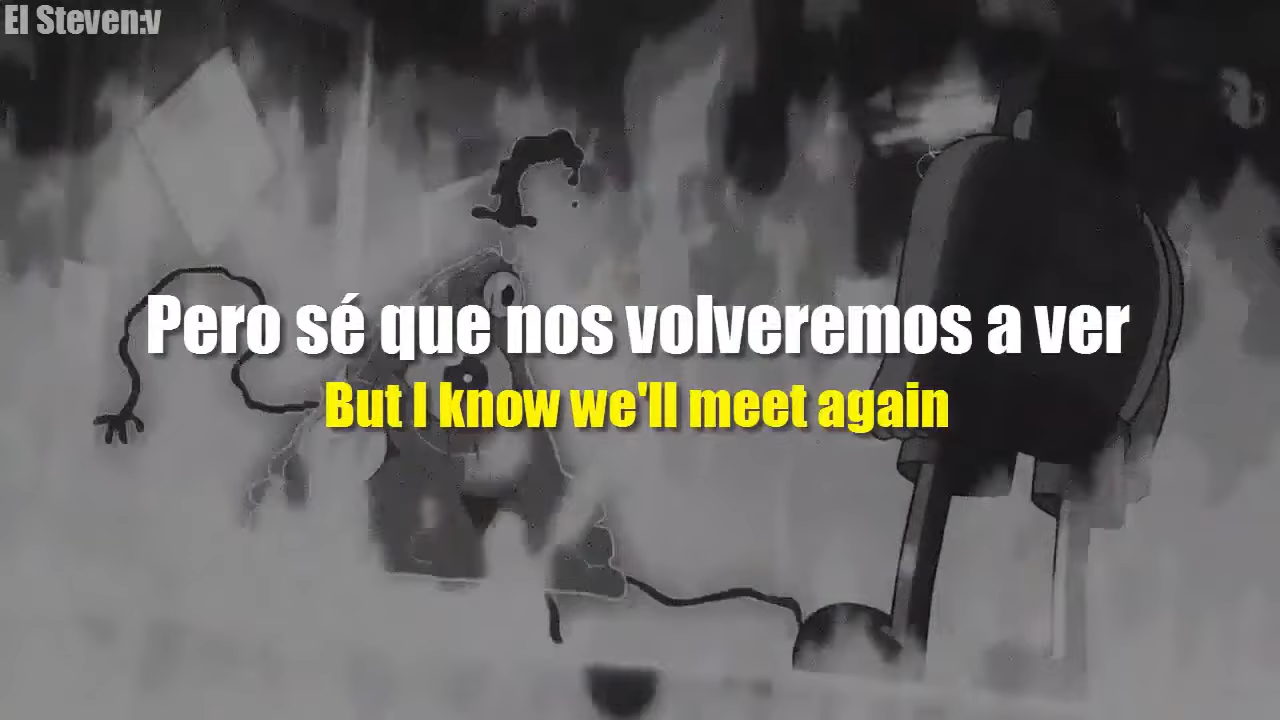 El Steven:v
Pero sé que nos volveremos a ver
But I know we'll meet again